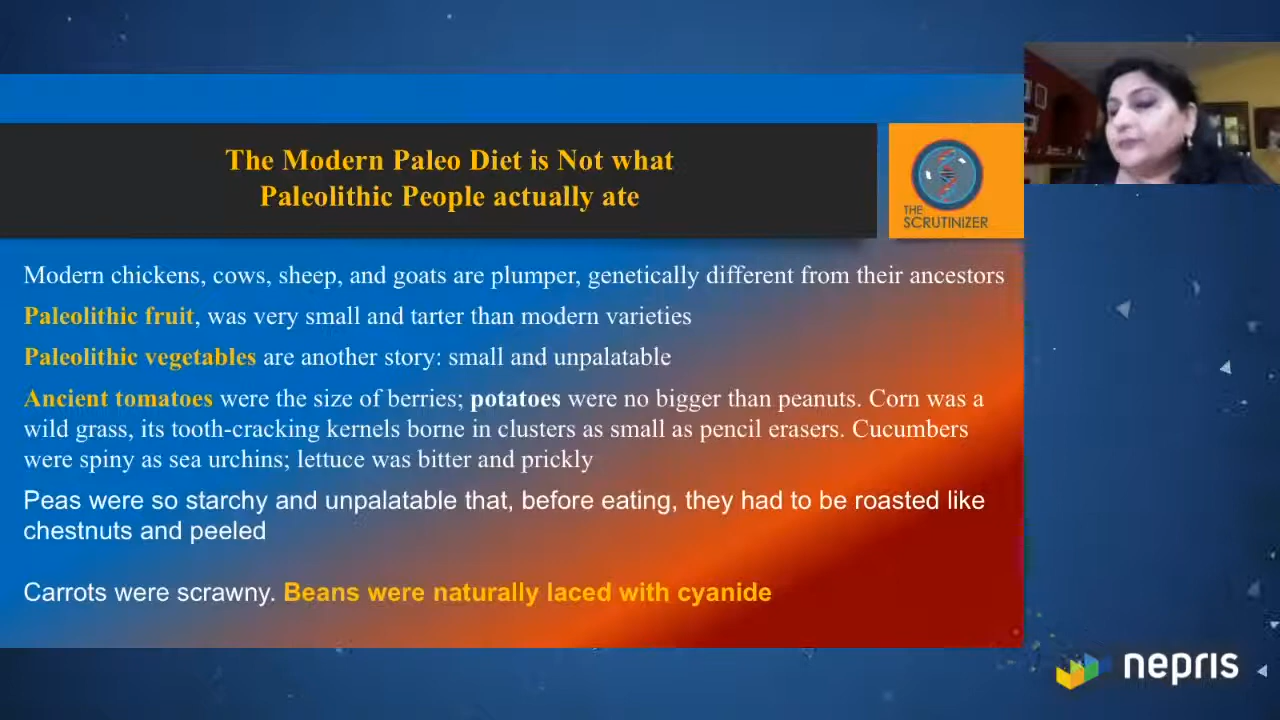 The Modern Paleo Diet is Not what
Paleolithic People actually ate
THE
SCRUTINIZER
Modern chickens, cows, sheep, and goats are plumper, genetically different from their ancestors
Paleolithic fruit, was very small and tarter than modern varieties
Paleolithic vegetables are another story: small and unpalatable
Ancient tomatoes were the size of berries; potatoes were no bigger than peanuts. Corn was a
wild grass, its tooth-cracking kernels borne in clusters as small as pencil erasers. Cucumbers
were spiny as sea urchins; lettuce was bitter and prickly
Peas were so starchy and unpalatable that, before eating, they had to be roasted like
chestnuts and peeled
Carrots were scrawny. Beans were naturally laced with cyanide
nepris